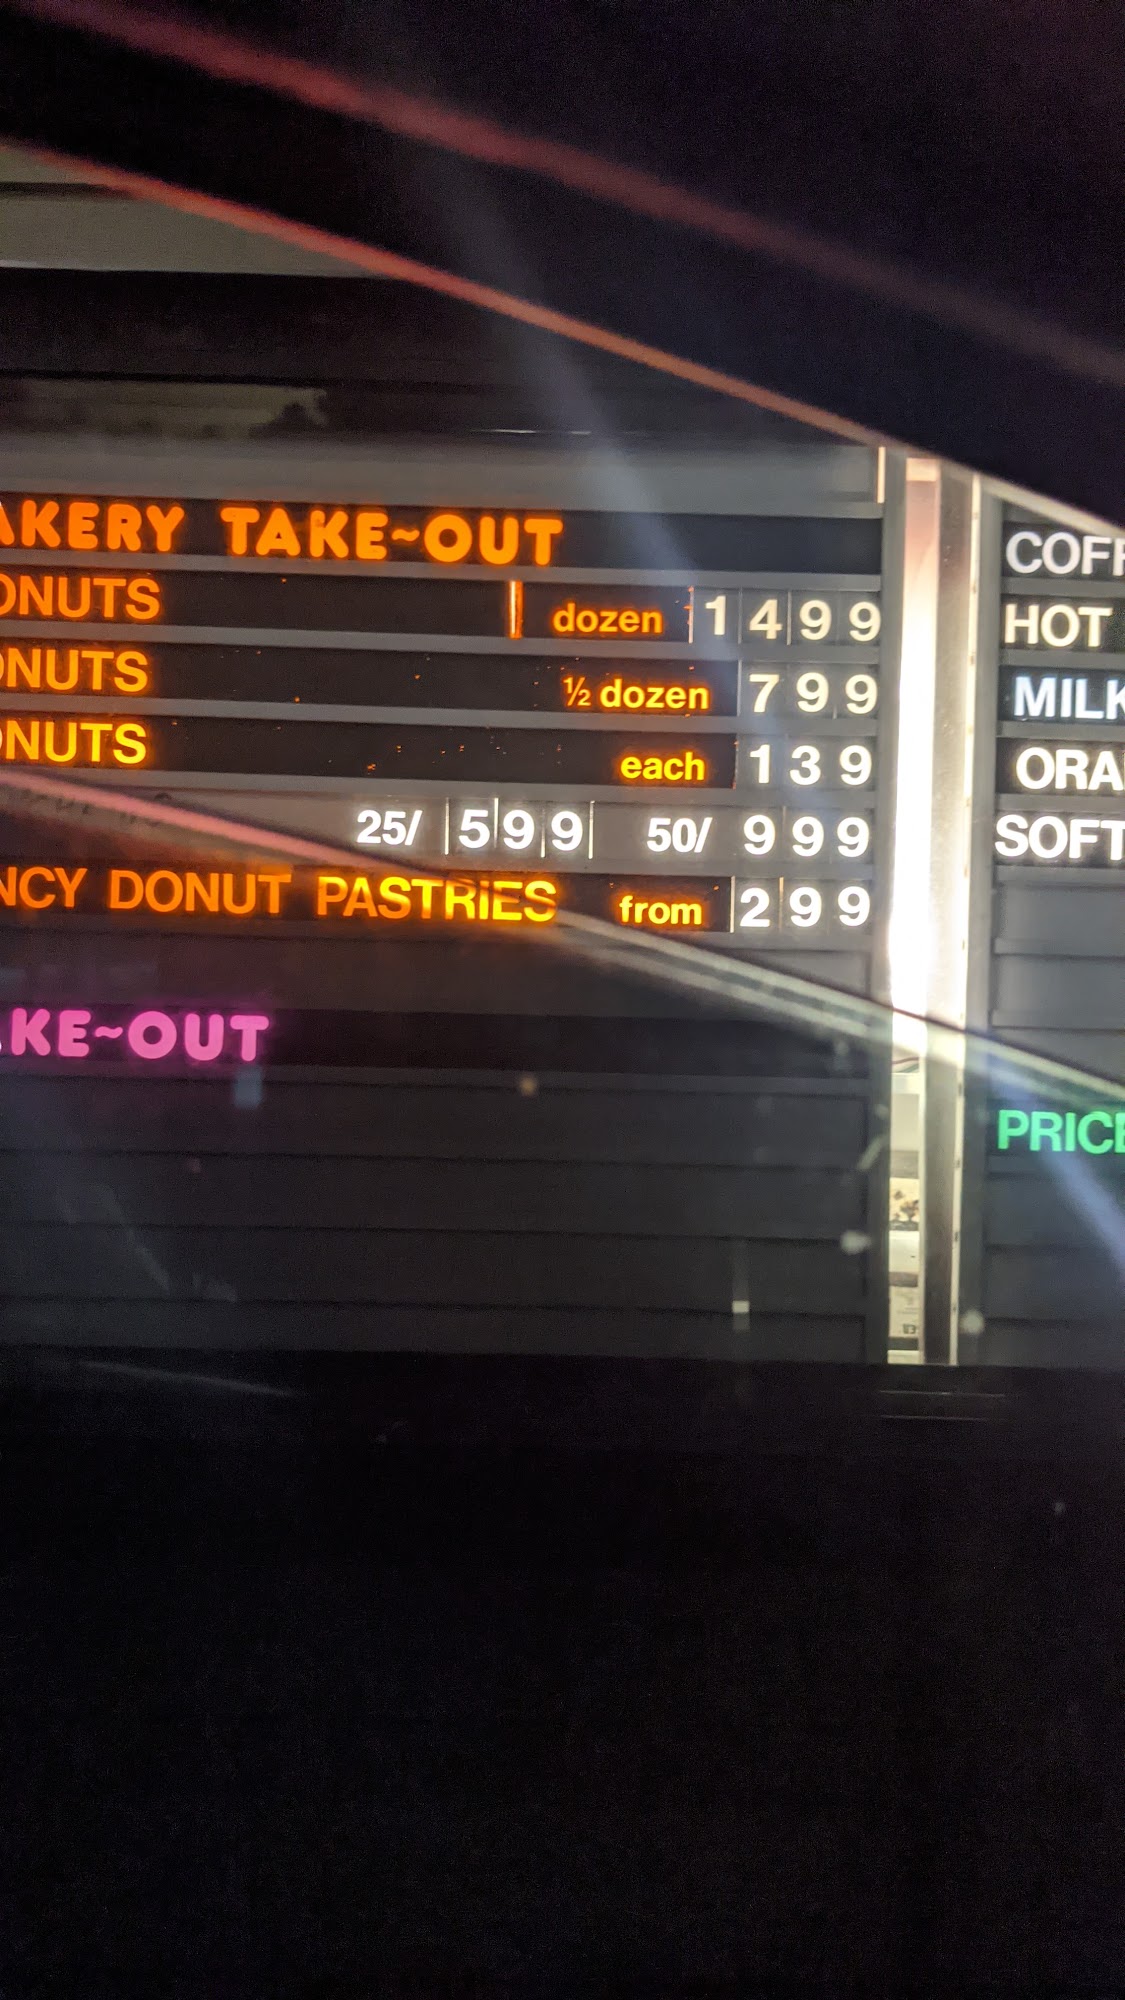 AKERY TAKE~OUT
ONUTS dozen 1499
ONUTS ½ dozen 799
ONUTS each 139
25/ 599 50/ 999
NCY DONUT PASTRIES from 299
AKE~OUT
COFF
HOT
MILK
ORA
SOFT
PRICE